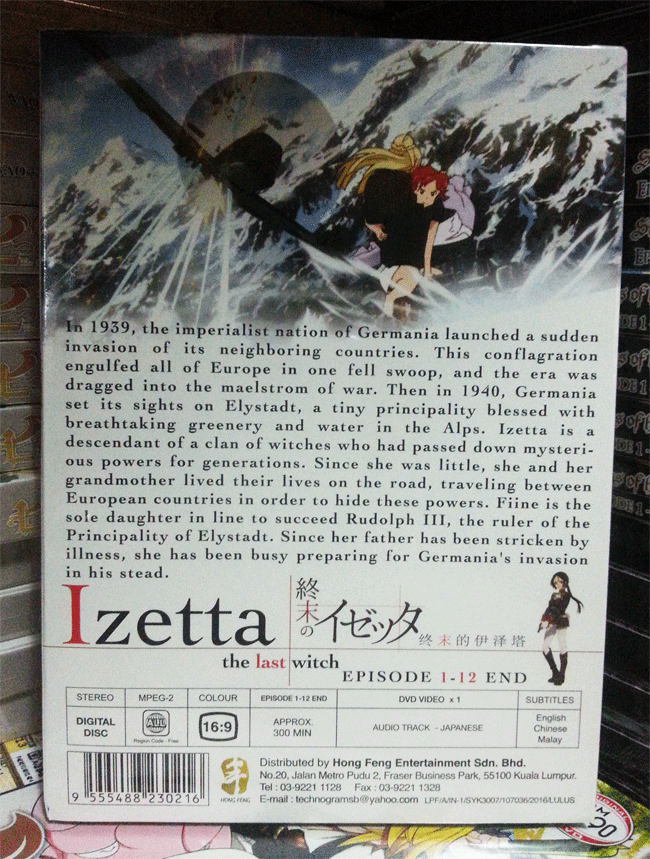 In 1939, the imperialist nation of Germania launched a sudden
invasion of its neighboring countries. This conflagration
engulfed all of Europe in one fell swoop, and the era was
dragged into the maelstrom of war. Then in 1940, Germania
set its sights on Elystadt, a tiny principality blessed with
breathtaking greenery and water in the Alps. Izetta is a
descendant of a clan of witches who had passed down mysteri-
ous powers for generations. Since she was little, she and her
grandmother lived their lives on the road, traveling between
European countries in order to hide these powers. Fiine is the
sole daughter in line to succeed Rudolph III, the ruler of the
Principality of Elystadt. Since her father has been stricken by
illness, she has been busy preparing for Germania's invasion
in his stead.
Izetta
the last witch
終末のイゼッタ
終末的伊泽塔
EPISODE 1-12 END
STEREO MPEG-2 COLOUR EPISODE 1-12 END DVD VIDEO x 1 SUBTITLES
DIGITAL DISC
ALL
Region Code - Free
16:9
APPROX. 300 MIN
AUDIO TRACK - JAPANESE
English
Chinese
Malay
9 555488 230216
HONG FENG
Distributed by Hong Feng Entertainment Sdn. Bhd.
No.20, Jalan Metro Pudu 2, Fraser Business Park, 55100 Kuala Lumpur.
Tel : 03-9221 1128 Fax : 03-9221 1328
E-mail : technogramsb@yahoo.com LPF/A/IN-1/SYK3007/107036/2016/LULUS